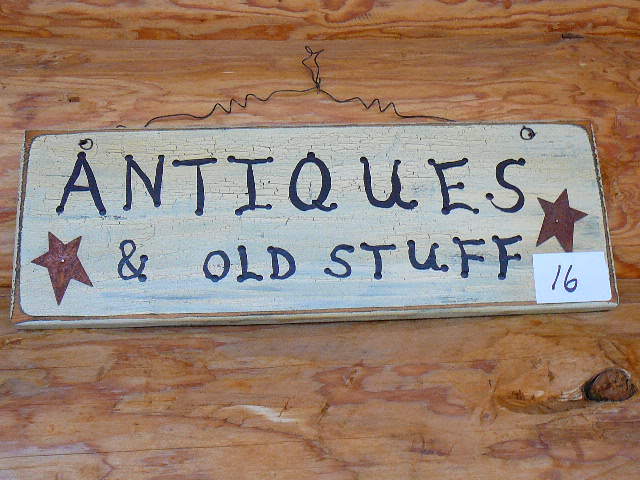 ANTIQUES
& OLD STUFF
16